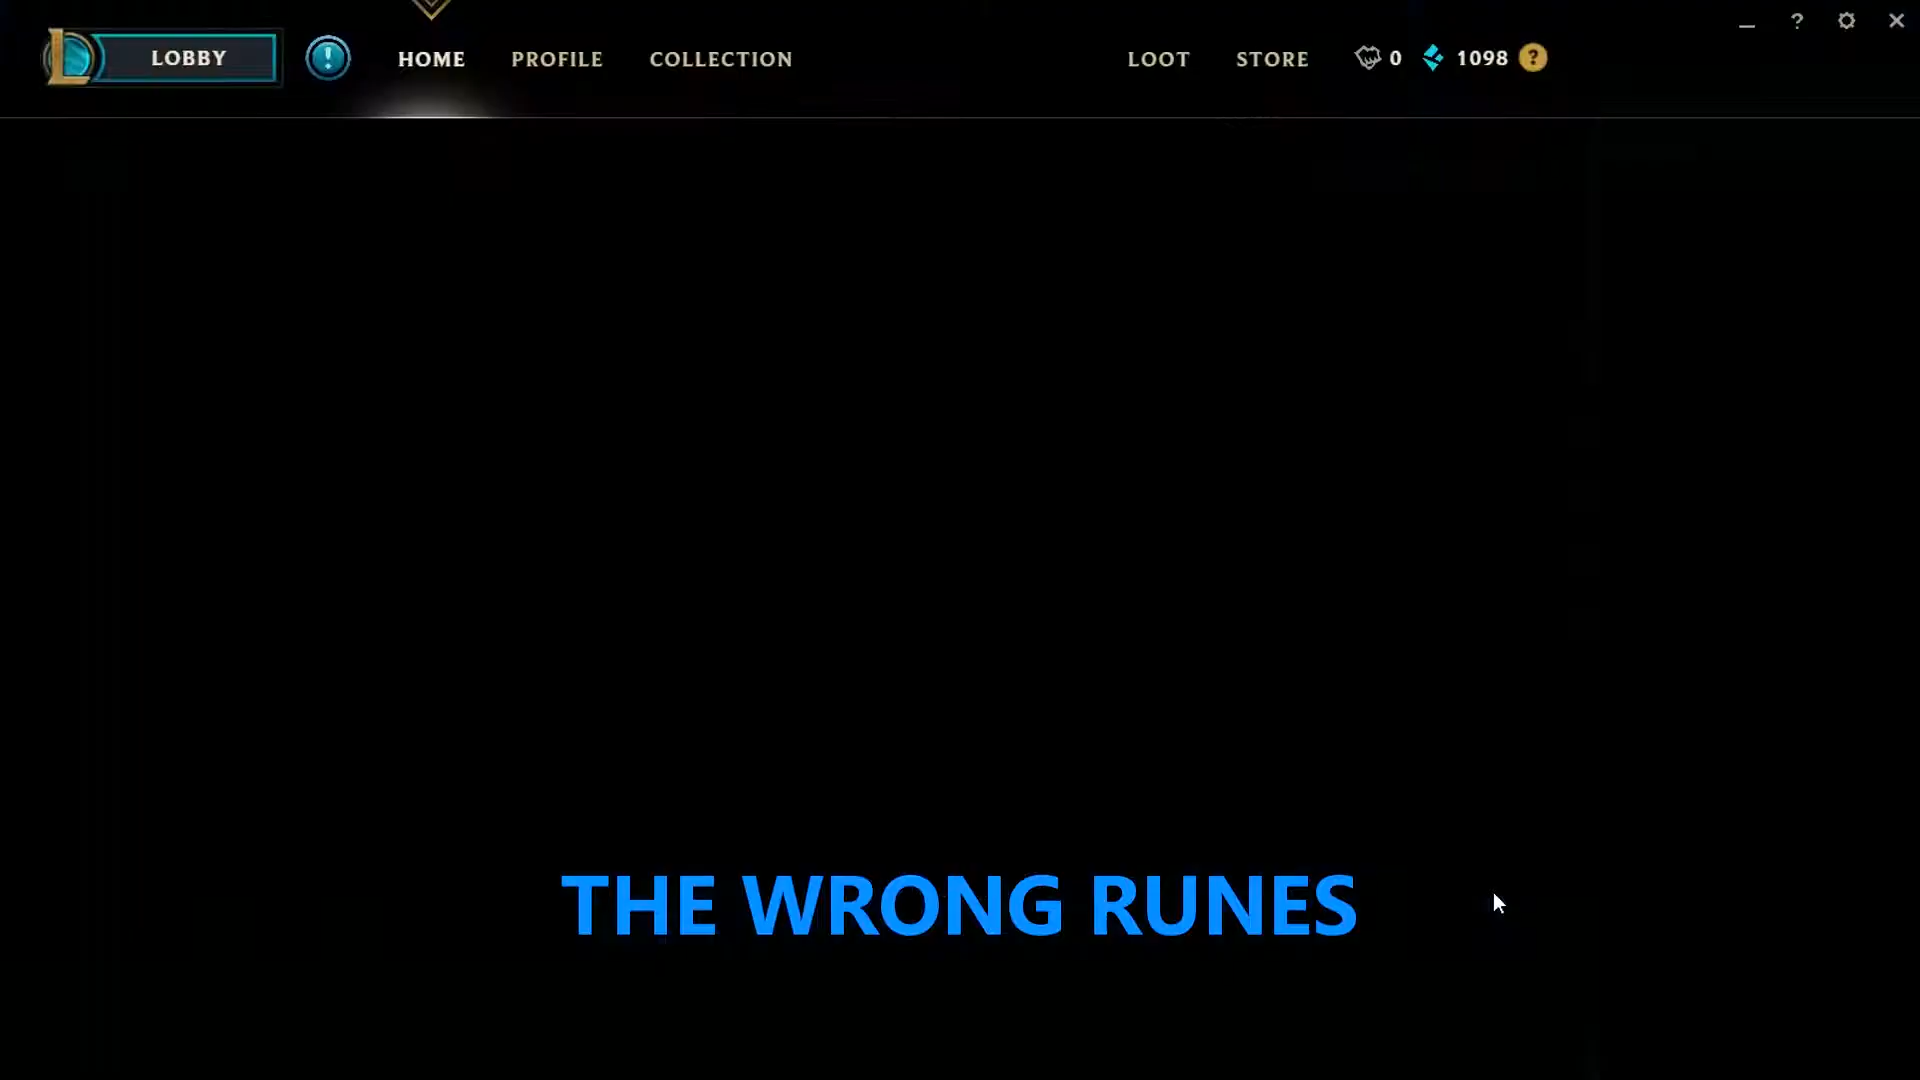 LOBBY
!
HOME
PROFILE
COLLECTION
LOOT
STORE
0
1098
?
?
THE WRONG RUNES